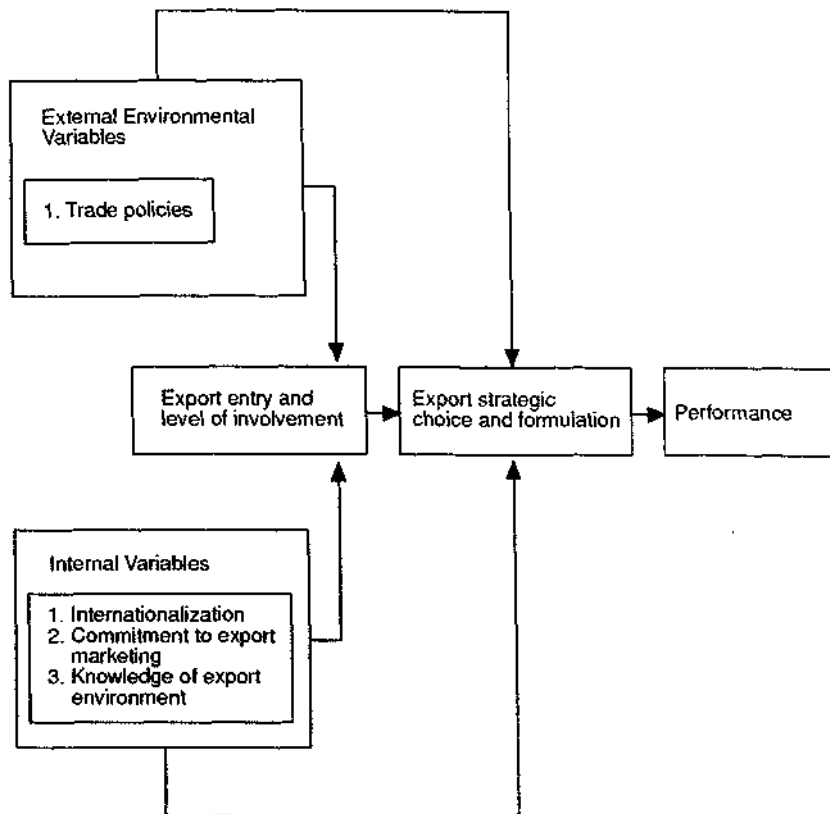 External Environmental
Variables
1. Trade policies
Export entry and
level of involvement
Export strategic
choice and formulation
Performance
Internal Variables
1. Internationalization
2. Commitment to export
marketing
3. Knowledge of export
environment